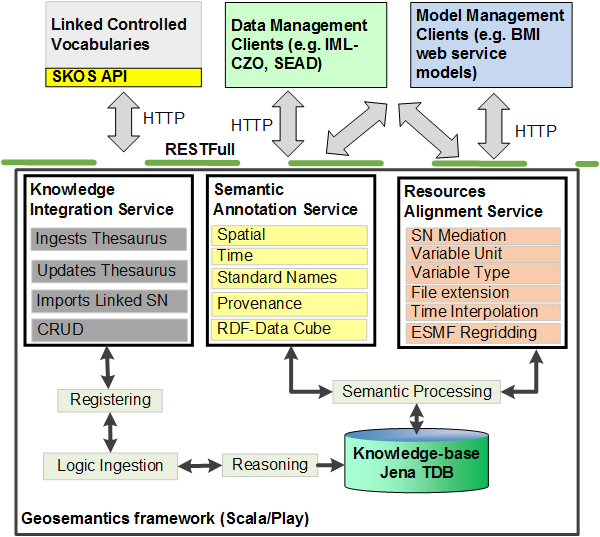 Linked Controlled
Vocabularies
SKOS API
Data Management
Clients (e.g. IML-
CZO, SEAD)
Model Management
Clients (e.g. BMI
web service
models)
HTTP
HTTP
HTTP
RESTFull
Knowledge
Integration Service
Ingests Thesaurus
Updates Thesaurus
Imports Linked SN
CRUD
Semantic
Annotation Service
Spatial
Time
Standard Names
Provenance
RDF-Data Cube
Resources
Alignment Service
SN Mediation
Variable Unit
Variable Type
File extension
Time Interpolation
ESMF Regridding
Registering
Semantic Processing
Logic Ingestion
Reasoning
Knowledge-base
Jena TDB
Geosemantics framework (Scala/Play)